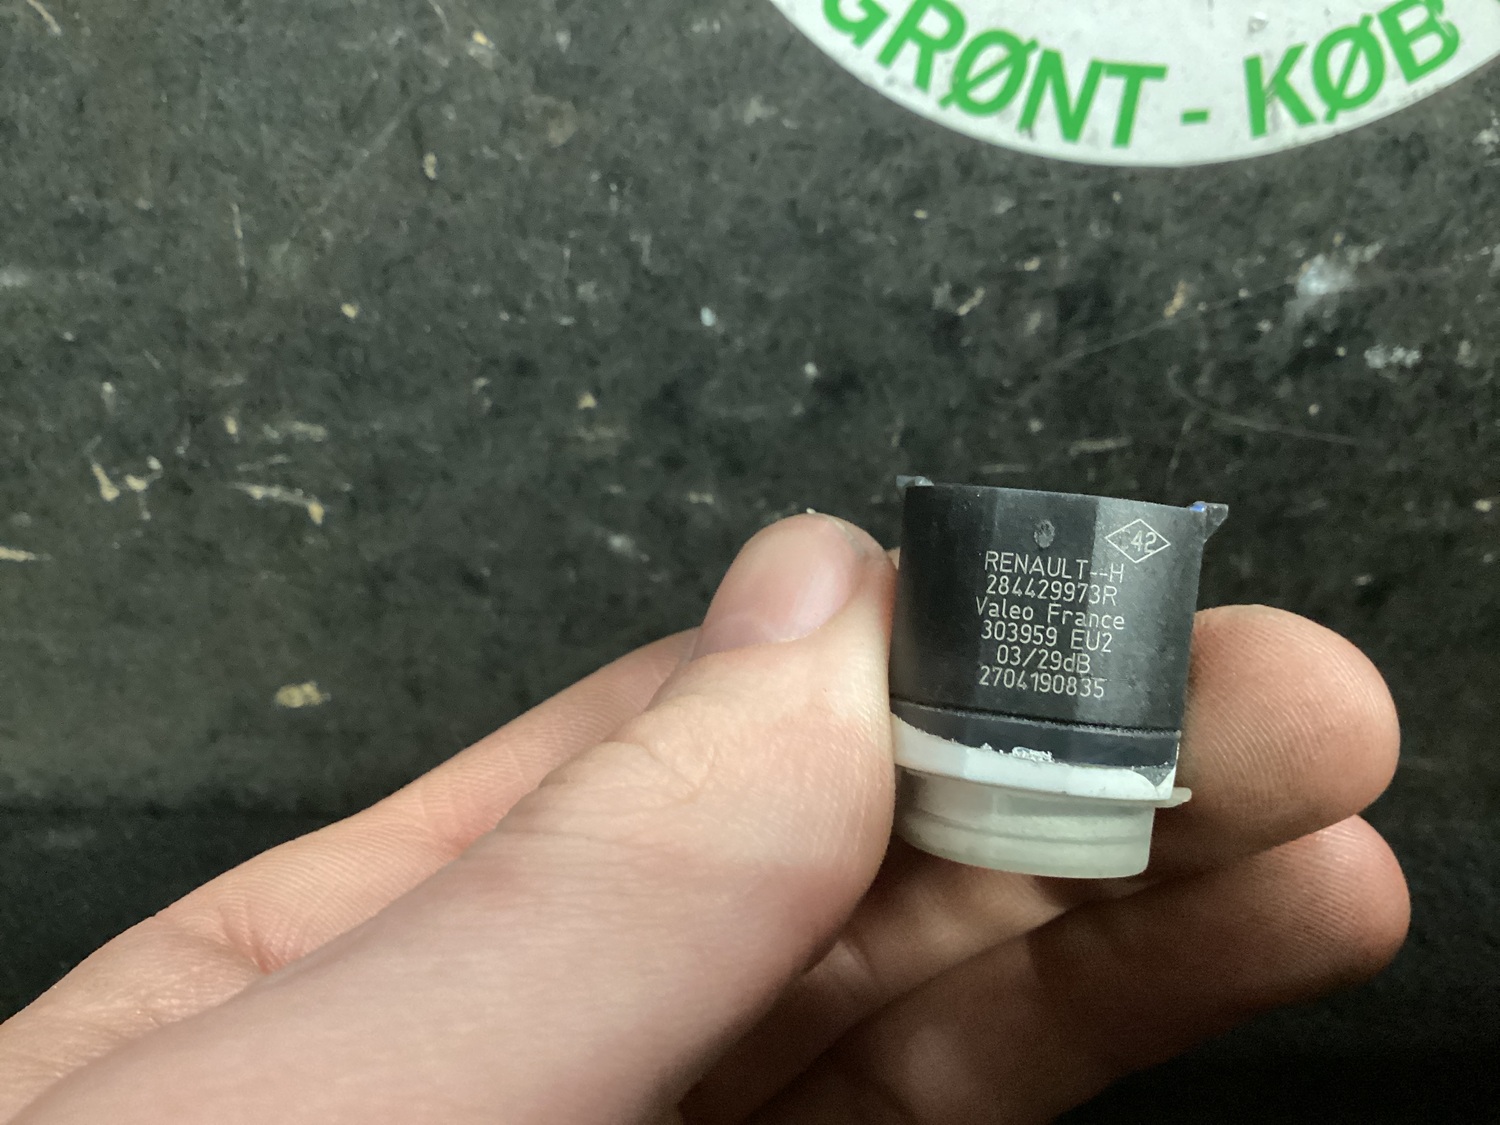 GRØNT - KØB
42
RENAULT--H
284429973R
Valeo France
303959 EU2
03/29dB
2704190835